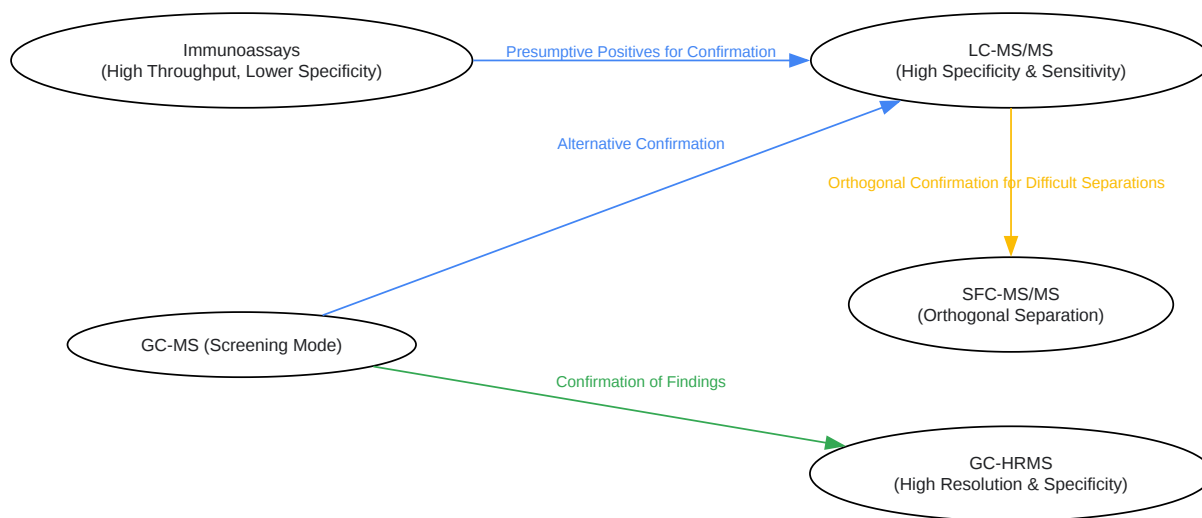 Immunoassays
(High Throughput, Lower Specificity)
Presumptive Positives for Confirmation
LC-MS/MS
(High Specificity & Sensitivity)
Alternative Confirmation
Orthogonal Confirmation for Difficult Separations
SFC-MS/MS
(Orthogonal Separation)
GC-MS (Screening Mode)
Confirmation of Findings
GC-HRMS
(High Resolution & Specificity)